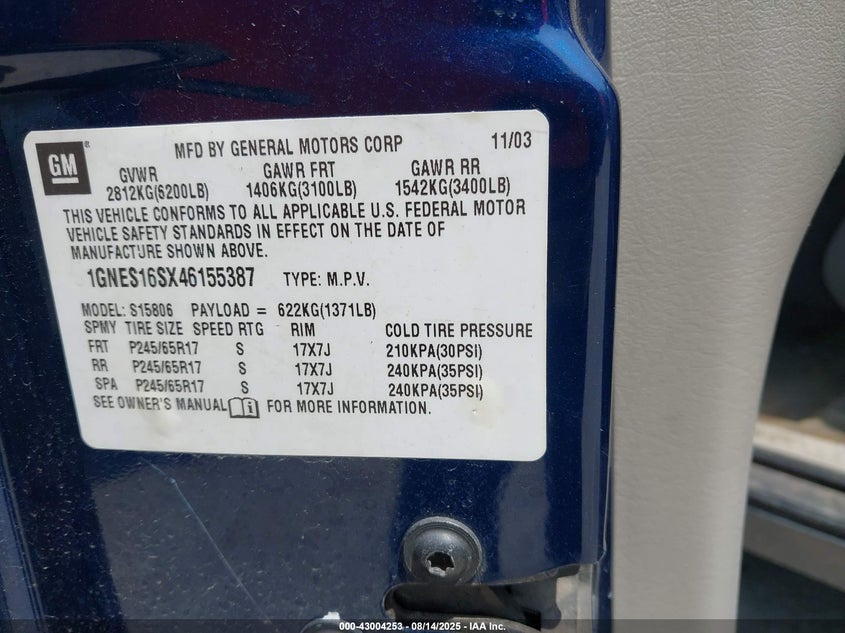 GM ® MFD BY GENERAL MOTORS CORP 11/03
GVWR GAWR FRT GAWR RR
2812KG(6200LB) 1406KG(3100LB) 1542KG(3400LB)
THIS VEHICLE CONFORMS TO ALL APPLICABLE U.S. FEDERAL MOTOR
VEHICLE SAFETY STANDARDS IN EFFECT ON THE DATE OF
MANUFACTURE SHOWN ABOVE.
1GNES16SX46155387 TYPE: M.P.V.
MODEL: S15806 PAYLOAD = 622KG(1371LB)
SPMY TIRE SIZE SPEED RTG RIM COLD TIRE PRESSURE
FRT P245/65R17 S 17X7J 210KPA(30PSI)
RR P245/65R17 S 17X7J 240KPA(35PSI)
SPA P245/65R17 S 17X7J 240KPA(35PSI)
SEE OWNER'S MANUAL i FOR MORE INFORMATION.
000-43004253 - 08/14/2025 - IAA Inc.